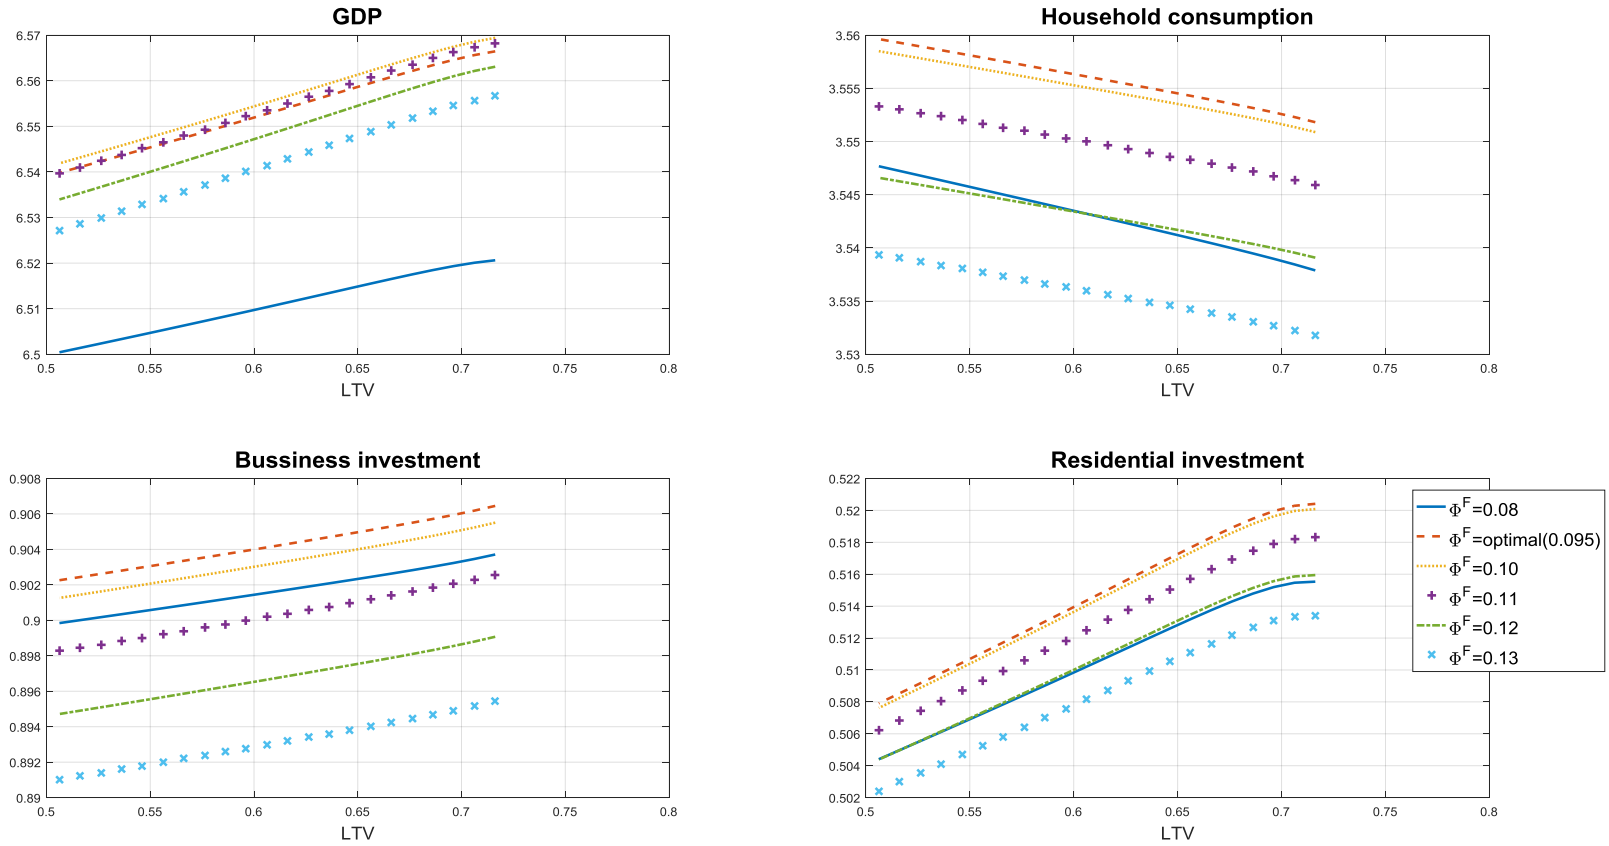 GDP
6.57
6.56
6.55
6.54
6.53
6.52
6.51
6.5
0.5 0.55 0.6 0.65 0.7 0.75 0.8
LTV
Household consumption
3.56
3.555
3.55
3.545
3.54
3.535
3.53
0.5 0.55 0.6 0.65 0.7 0.75 0.8
LTV
Bussiness investment
0.908
0.906
0.904
0.902
0.9
0.898
0.896
0.894
0.892
0.89
0.5 0.55 0.6 0.65 0.7 0.75 0.8
LTV
Residential investment
0.522
0.52
0.518
0.516
0.514
0.512
0.51
0.508
0.506
0.504
0.502
0.5 0.55 0.6 0.65 0.7 0.75 0.8
LTV
Φ^F=0.08
Φ^F=optimal(0.095)
Φ^F=0.10
Φ^F=0.11
Φ^F=0.12
Φ^F=0.13